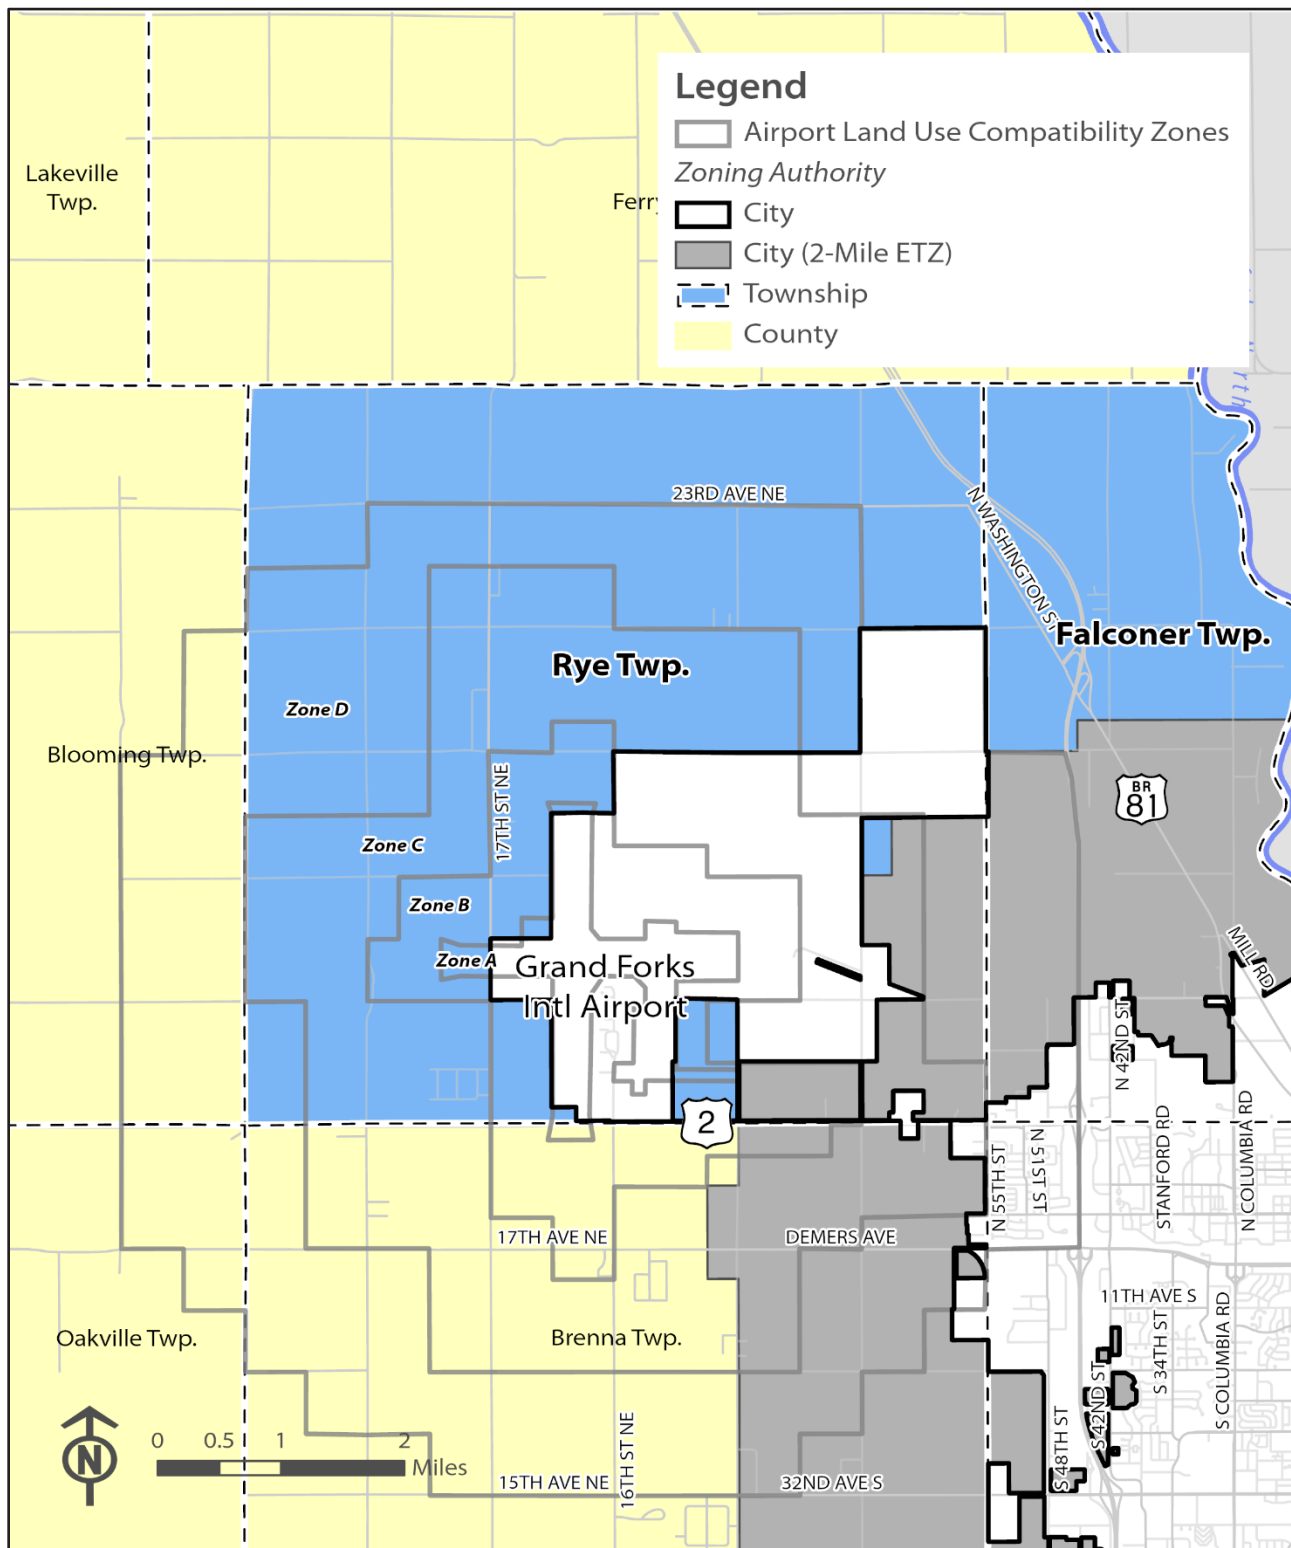 Legend
Airport Land Use Compatibility Zones
Zoning Authority
City
City (2-Mile ETZ)
Township
County
Lakeville
Twp.
Ferry
rth
23RD AVE NE
N WASHINGTON ST
Falconer Twp.
Rye Twp.
Zone D
Blooming Twp.
17TH ST NE
BR
81
Zone C
Zone B
MILL RD
Zone A
Grand Forks
Intl Airport
N 42ND ST
2
N 55TH ST
N 51ST ST
STANFORD RD
N COLUMBIA RD
17TH AVE NE
DEMERS AVE
11TH AVE S
Oakville Twp.
Brenna Twp.
S 34TH ST
S COLUMBIA RD
S 42ND ST
S 48TH ST
16TH ST NE
N
0 0.5 1 2
Miles
15TH AVE NE
32ND AVE S